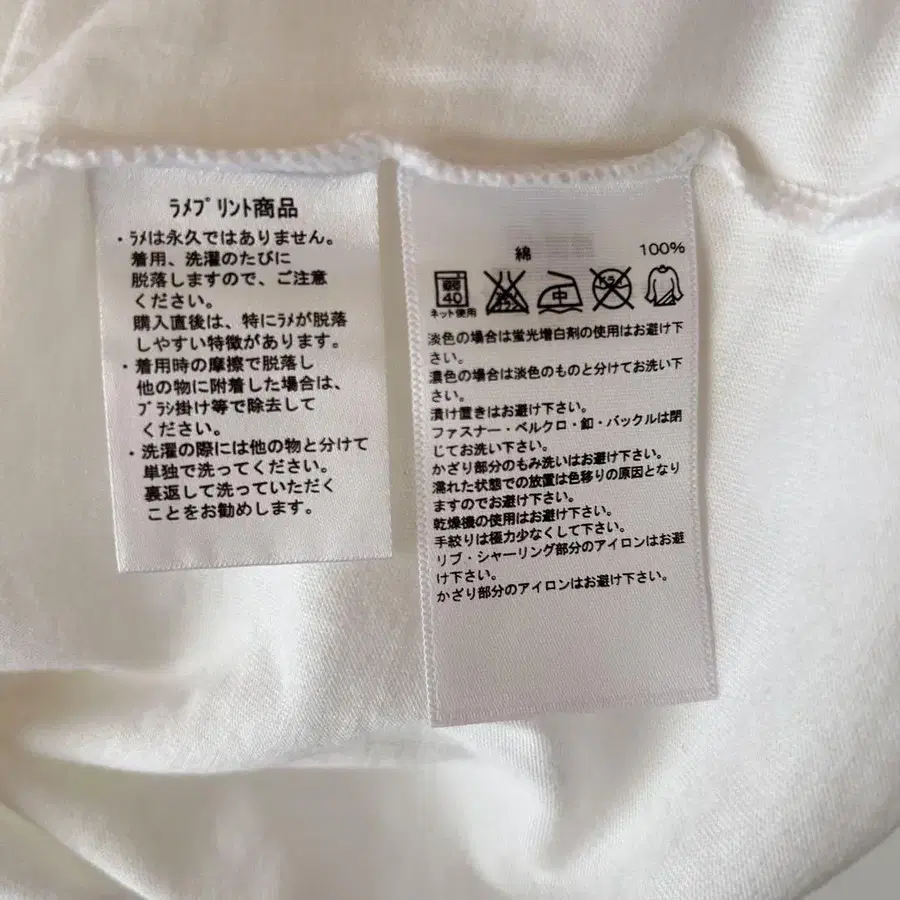 ﾗﾒﾌﾟﾘﾝﾄ商品
・ﾗﾒは永久ではありません。
着用、洗濯のたびに
脱落しますので、ご注意
ください。
購入直後は、特にﾗﾒが脱落
しやすい特徴があります。
・着用時の摩擦で脱落し
他の物に附着した場合は、
ﾌﾞﾗｼ掛け等で除去して
ください。
・洗濯の際には他の物と分けて
単独で洗ってください。
裏返して洗っていただく
ことをお勧めします。
綿 100%
弱 40 中
ネット使用
淡色の場合は蛍光増白剤の使用はお避け下
さい。
濃色の場合は淡色のものと分けてお洗い下
さい。
漬け置きはお避け下さい。
ファスナー・ベルクロ・釦・バックルは閉
じてお洗い下さい。
かざり部分のもみ洗いはお避け下さい。
濡れた状態での放置は色移りの原因となり
ますのでお避け下さい。
乾燥機の使用はお避け下さい。
手絞りは極力少なくして下さい。
リブ・シャーリング部分のアイロンはお避
け下さい。
かざり部分のアイロンはお避け下さい。